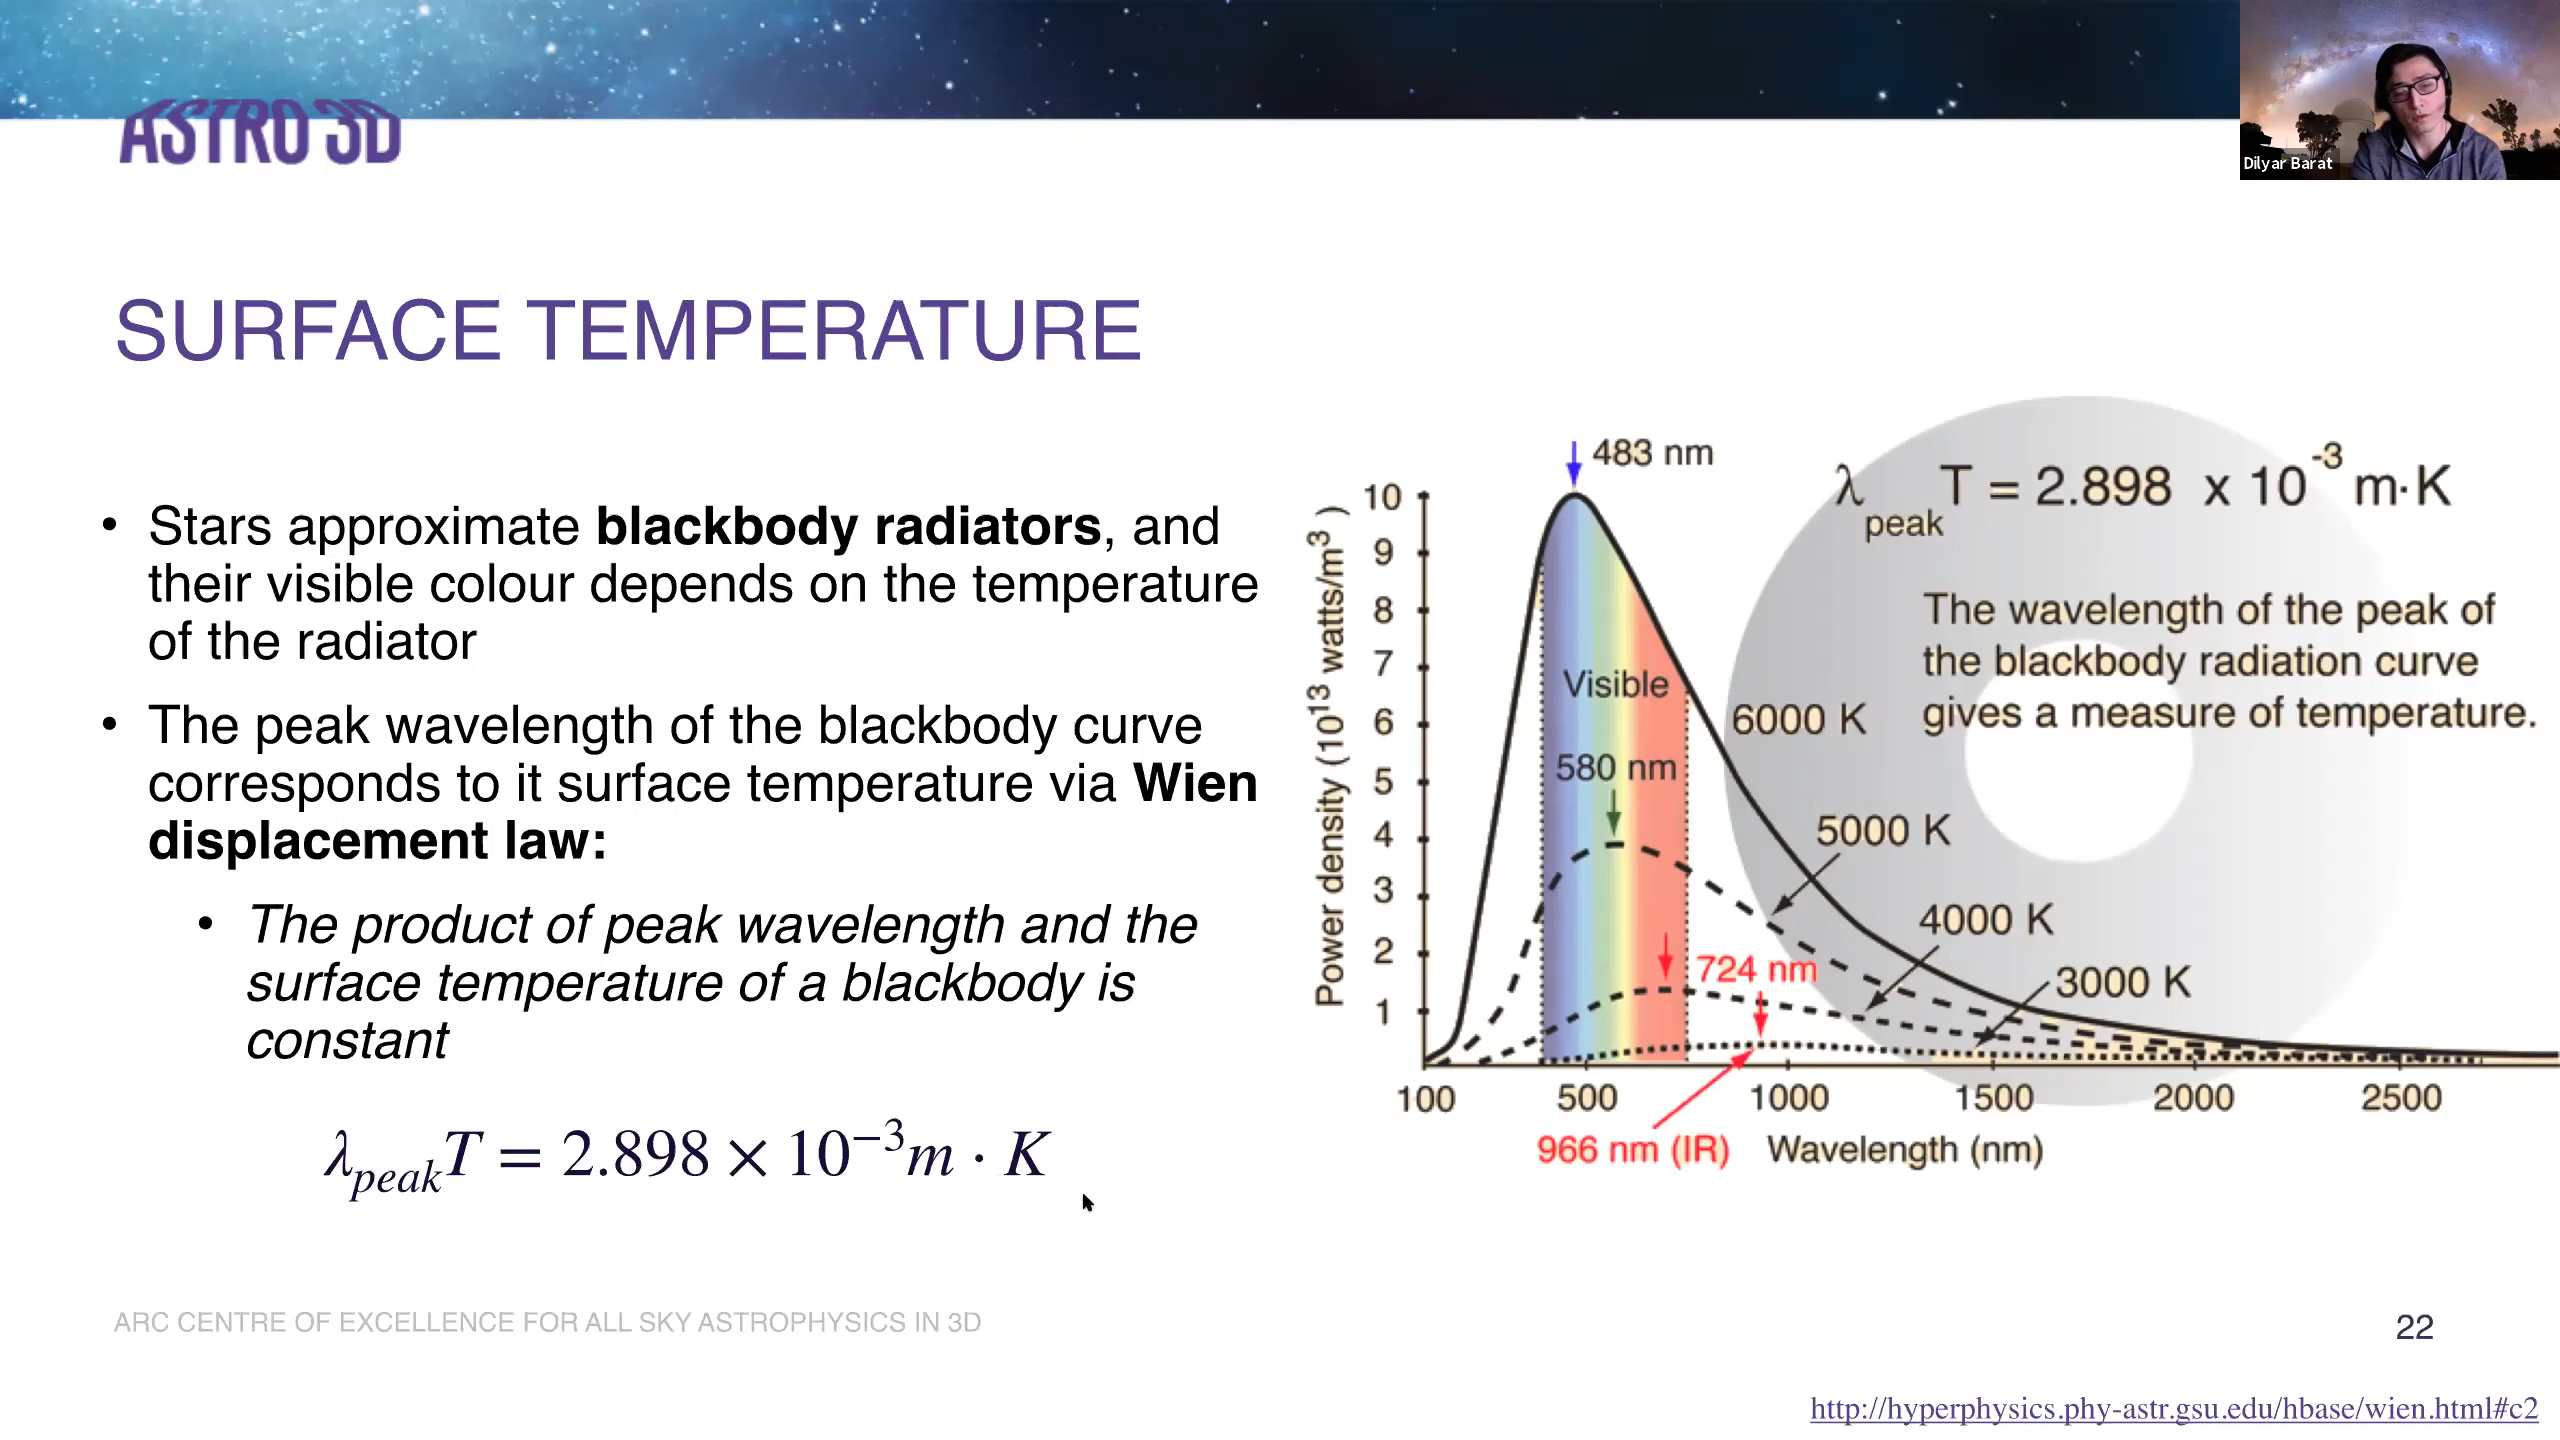 ASTRO 3D
Dilyar Barat
SURFACE TEMPERATURE
• Stars approximate blackbody radiators, and
their visible colour depends on the temperature
of the radiator
• The peak wavelength of the blackbody curve
corresponds to it surface temperature via Wien
displacement law:
• The product of peak wavelength and the
surface temperature of a blackbody is
constant
λ_peak T = 2.898 × 10⁻³ m · K
483 nm
λ_peak T = 2.898 x 10⁻³ m·K
The wavelength of the peak of
the blackbody radiation curve
gives a measure of temperature.
Power density (10¹³ watts/m³)
10
9
8
7
6
5
4
3
2
1
Visible
580 nm
6000 K
5000 K
4000 K
724 nm
3000 K
100 500 1000 1500 2000 2500
966 nm (IR)
Wavelength (nm)
ARC CENTRE OF EXCELLENCE FOR ALL SKY ASTROPHYSICS IN 3D
22
http://hyperphysics.phy-astr.gsu.edu/hbase/wien.html#c2